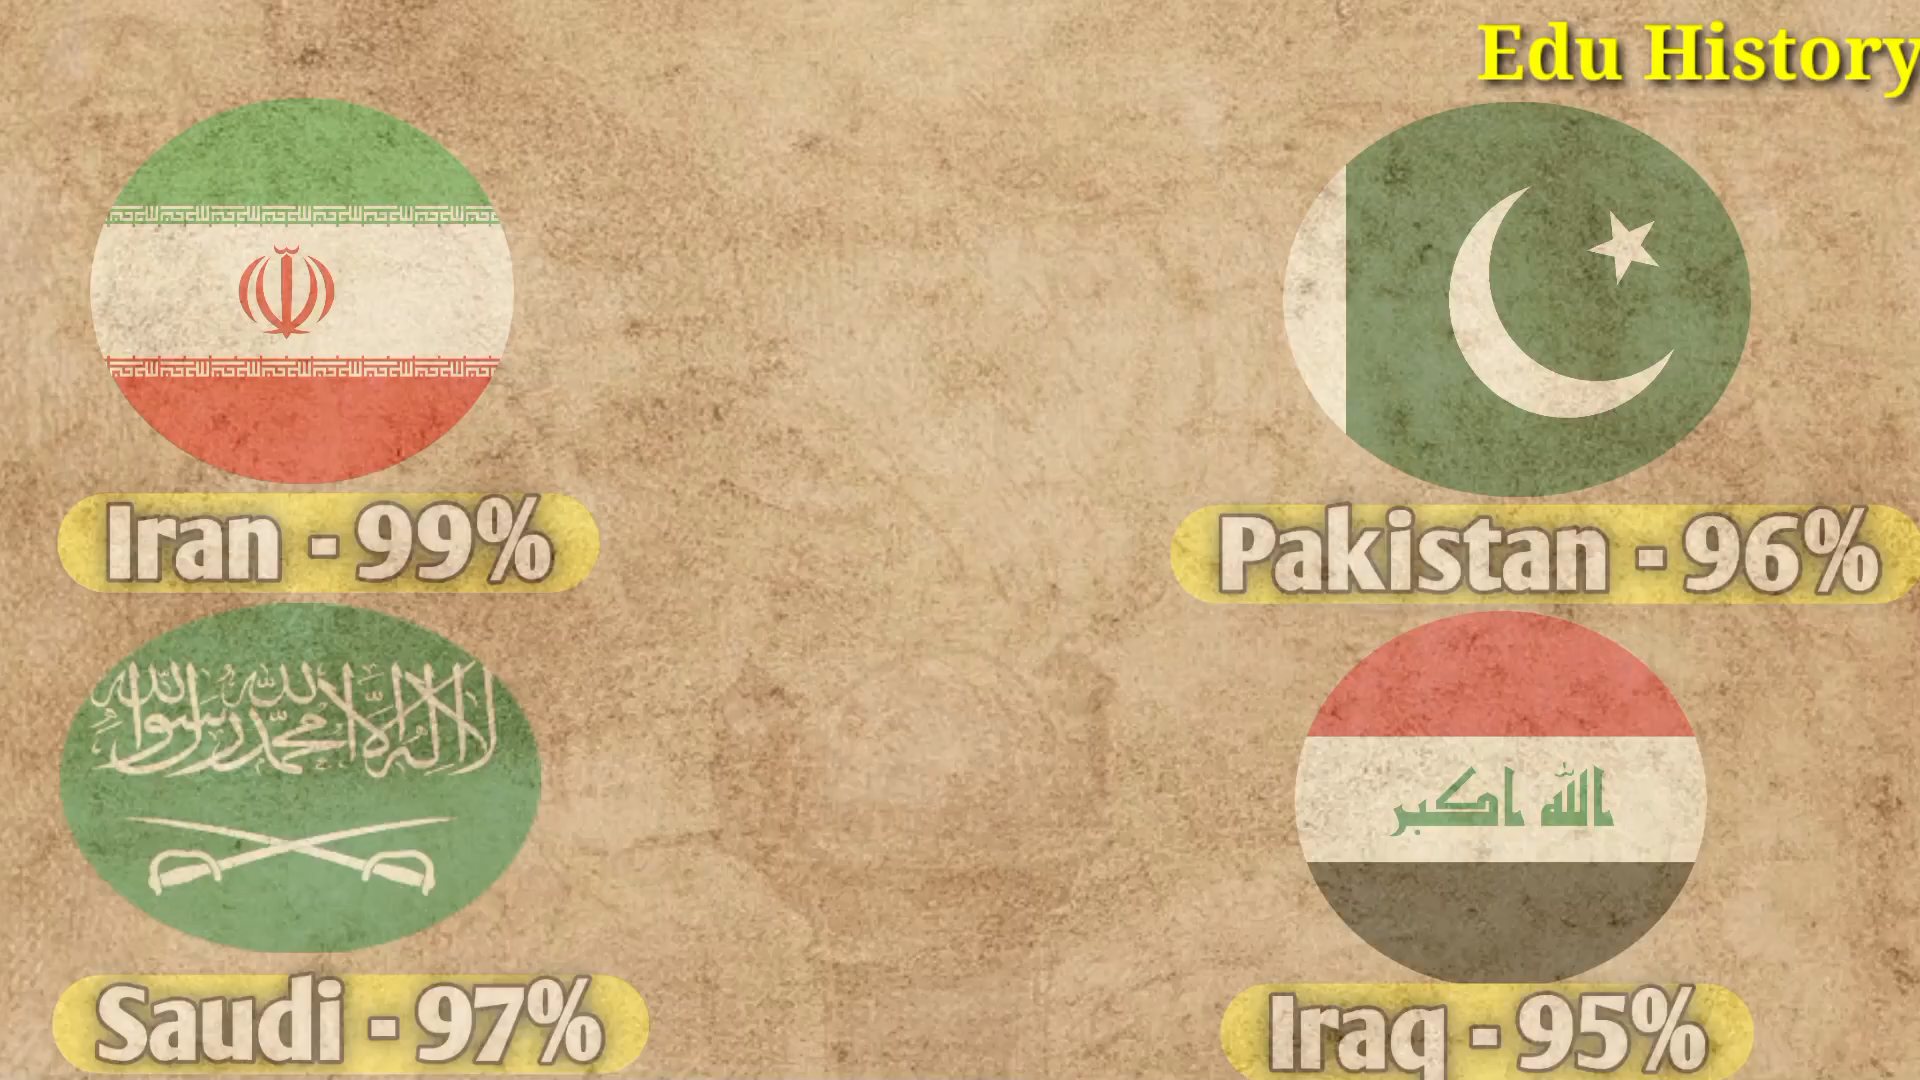 Edu History
Iran - 99%
Pakistan - 96%
لا إله إلا الله محمد رسول الله
الله اكبر
Saudi - 97%
Iraq - 95%